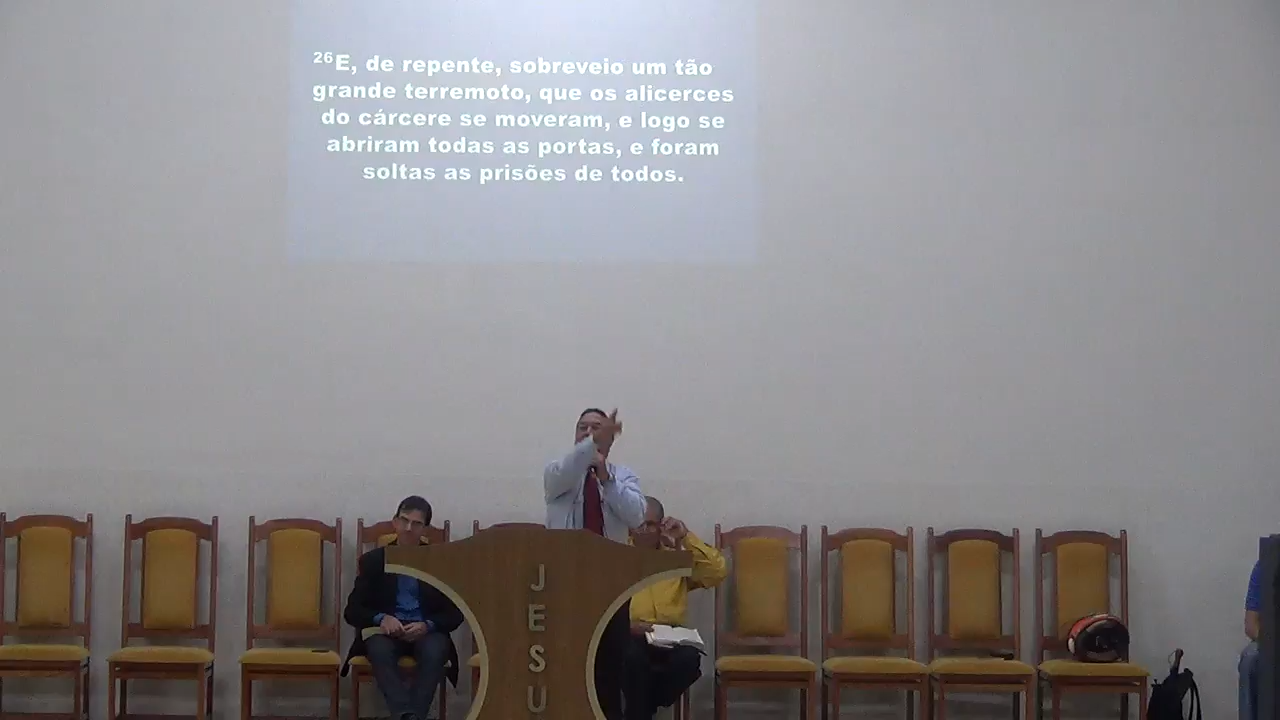 26E, de repente, sobreveio um tão
grande terremoto, que os alicerces
do cárcere se moveram, e logo se
abriram todas as portas, e foram
soltas as prisões de todos.
JESU